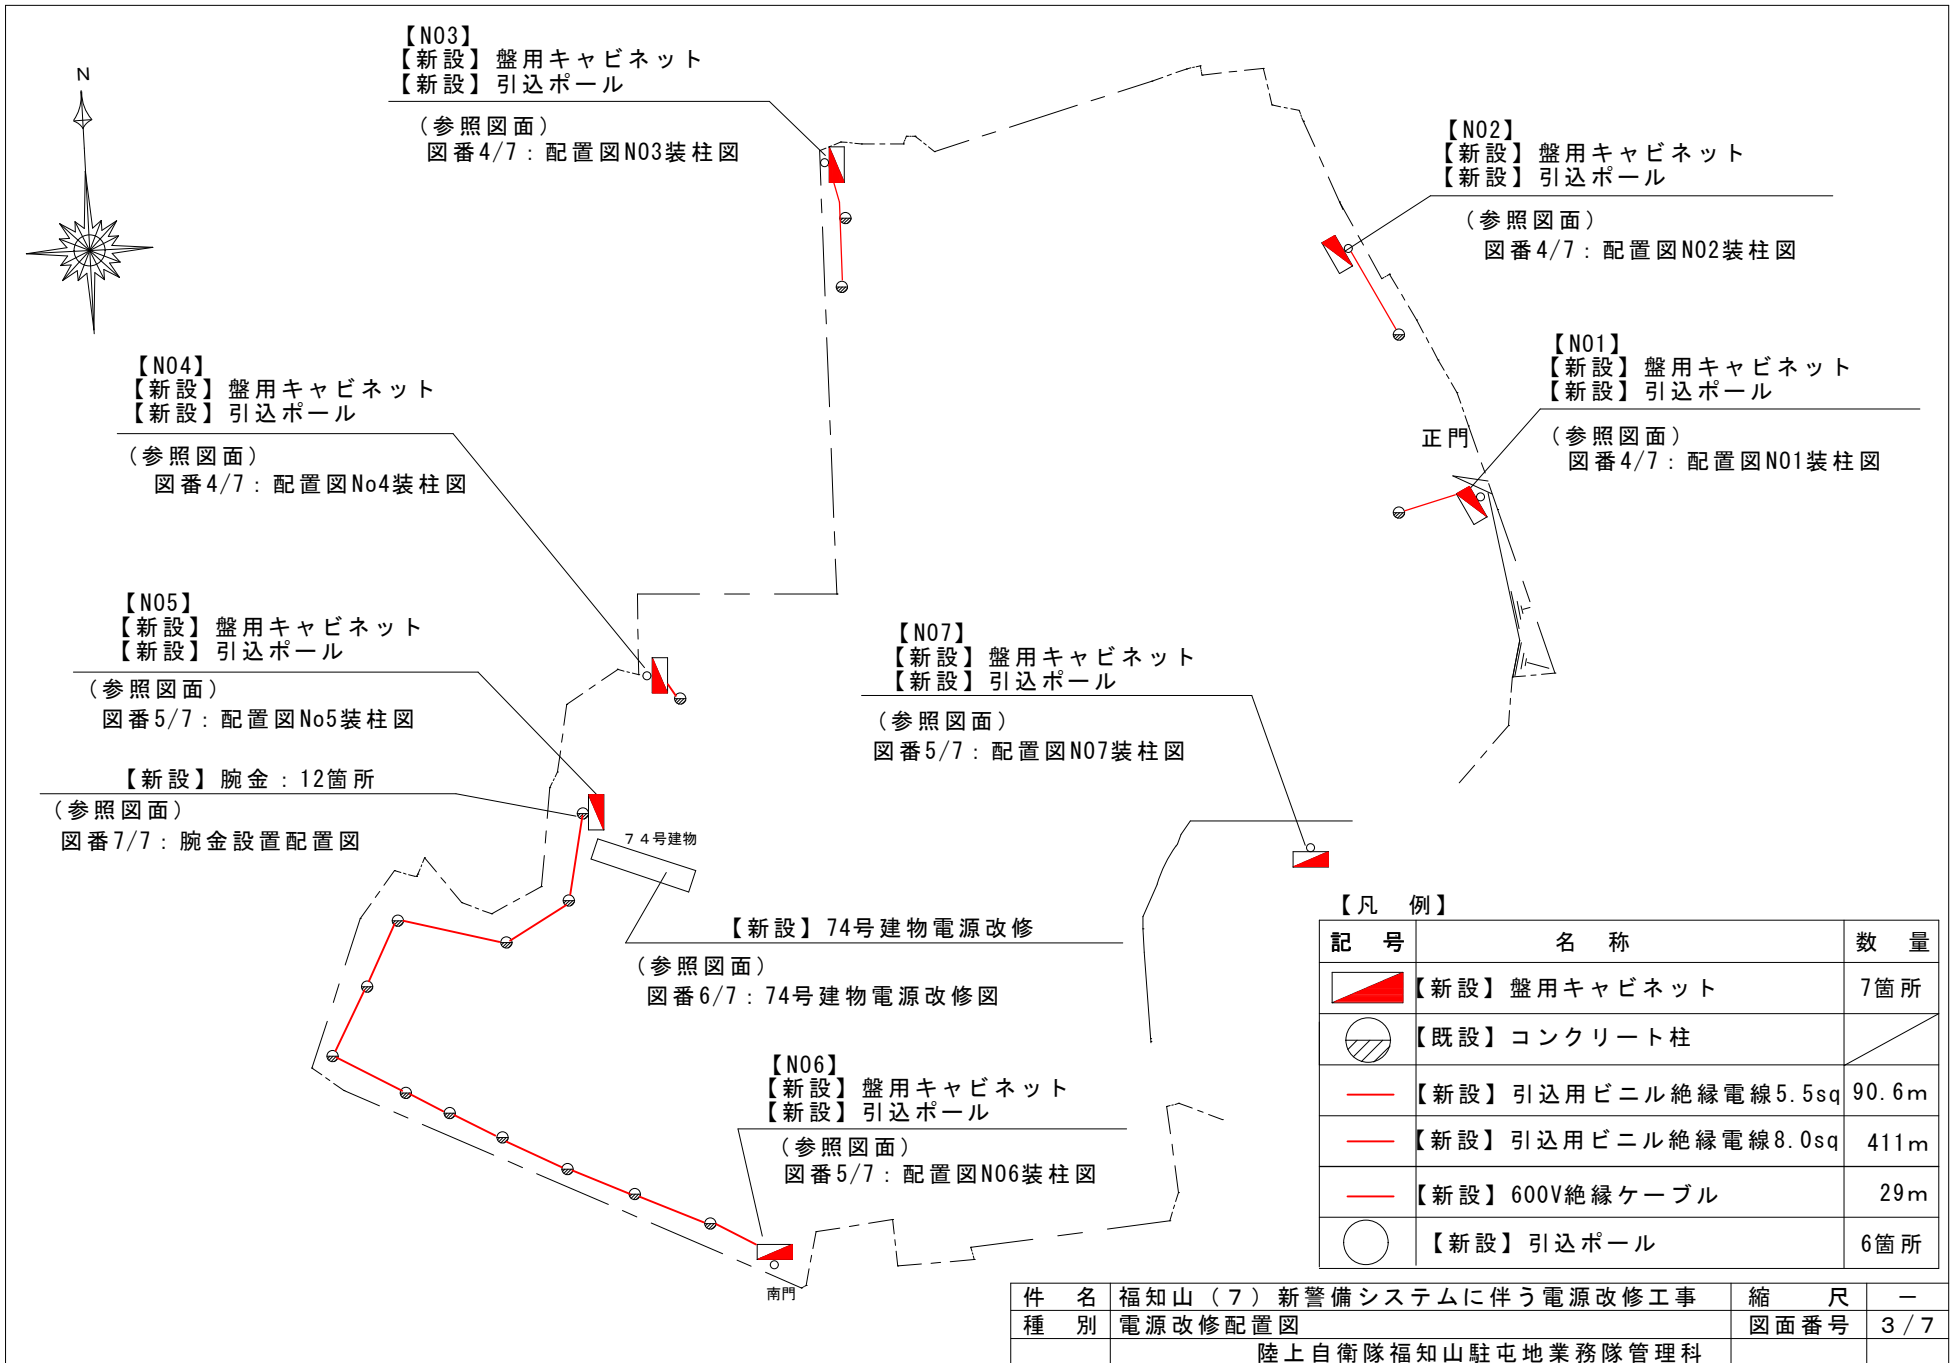 【NO3】
【新設】盤用キャビネット
【新設】引込ポール
（参照図面）
図番4/7：配置図NO3装柱図
N
【NO2】
【新設】盤用キャビネット
【新設】引込ポール
（参照図面）
図番4/7：配置図NO2装柱図
【NO1】
【新設】盤用キャビネット
【新設】引込ポール
（参照図面）
図番4/7：配置図NO1装柱図
正門
【NO4】
【新設】盤用キャビネット
【新設】引込ポール
（参照図面）
図番4/7：配置図No4装柱図
【NO5】
【新設】盤用キャビネット
【新設】引込ポール
（参照図面）
図番5/7：配置図No5装柱図
【新設】腕金：12箇所
（参照図面）
図番7/7：腕金設置配置図
７４号建物
【NO7】
【新設】盤用キャビネット
【新設】引込ポール
（参照図面）
図番5/7：配置図NO7装柱図
【新設】74号建物電源改修
（参照図面）
図番6/7：74号建物電源改修図
【NO6】
【新設】盤用キャビネット
【新設】引込ポール
（参照図面）
図番5/7：配置図NO6装柱図
南門
【凡　例】
記　号　名　称　数　量
【新設】盤用キャビネット　7箇所
【既設】コンクリート柱
【新設】引込用ビニル絶縁電線5.5sq　90.6m
【新設】引込用ビニル絶縁電線8.0sq　411m
【新設】600V絶縁ケーブル　29m
【新設】引込ポール　6箇所
件　名　福知山（７）新警備システムに伴う電源改修工事　縮　尺　－
種　別　電源改修配置図　図面番号　３/７
陸上自衛隊福知山駐屯地業務隊管理科